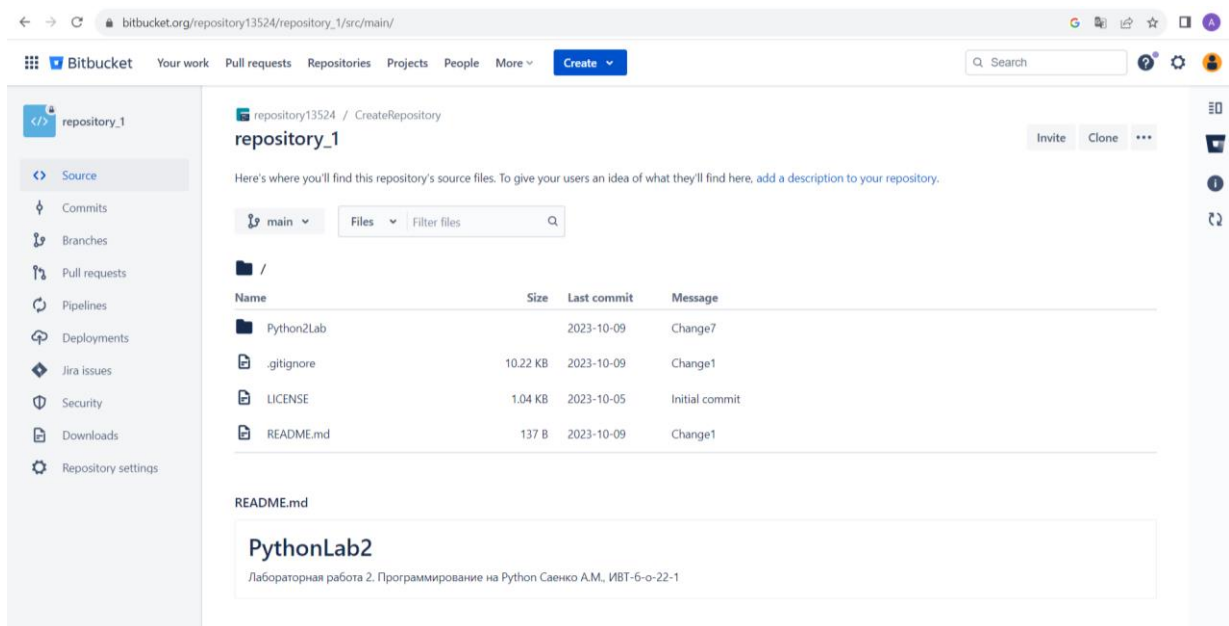 bitbucket.org/repository13524/repository_1/src/main/
A
Bitbucket Your work Pull requests Repositories Projects People More Create Search
repository_1
Source
Commits
Branches
Pull requests
Pipelines
Deployments
Jira issues
Security
Downloads
Repository settings
repository13524 / CreateRepository
repository_1
Invite Clone
Here's where you'll find this repository's source files. To give your users an idea of what they'll find here, add a description to your repository.
main Files Filter files
/
Name Size Last commit Message
Python2Lab 2023-10-09 Change7
.gitignore 10.22 KB 2023-10-09 Change1
LICENSE 1.04 KB 2023-10-05 Initial commit
README.md 137 B 2023-10-09 Change1
README.md
PythonLab2
Лабораторная работа 2. Программирование на Python Саенко А.М., ИВТ-б-о-22-1